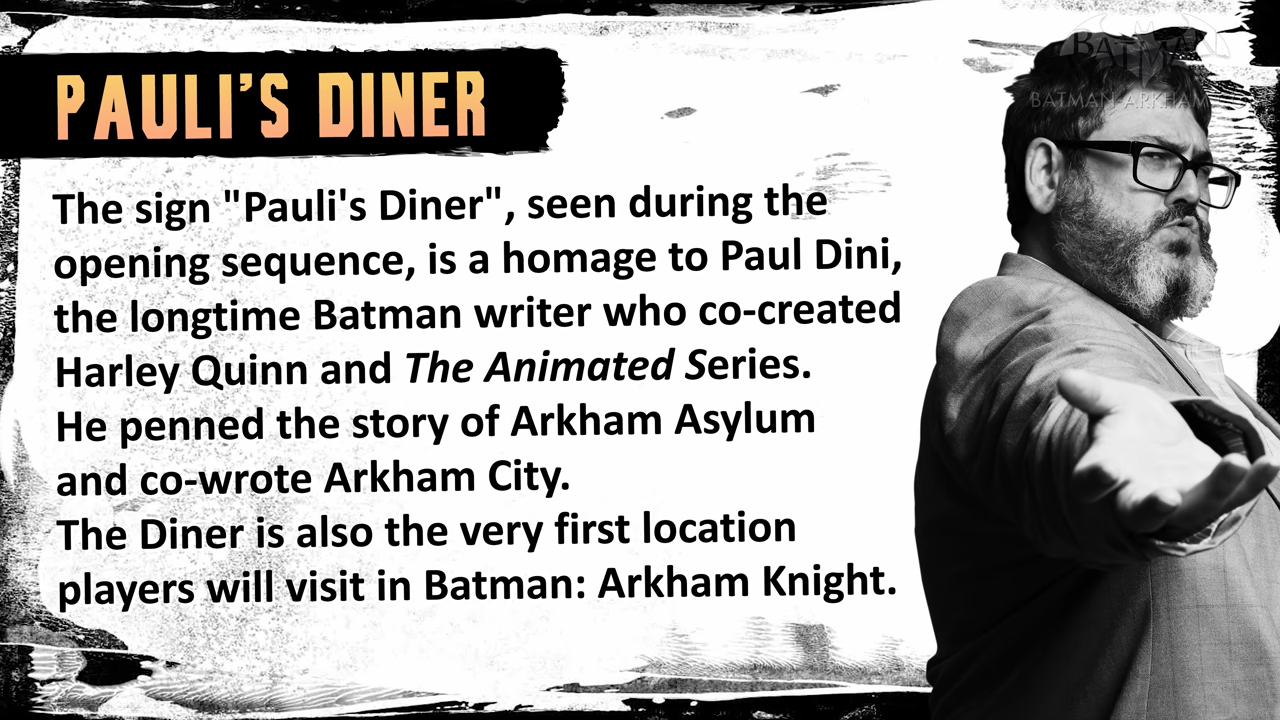 BATMAN
BATMAN ARKHAM
PAULI'S DINER
The sign "Pauli's Diner", seen during the
opening sequence, is a homage to Paul Dini,
the longtime Batman writer who co-created
Harley Quinn and The Animated Series.
He penned the story of Arkham Asylum
and co-wrote Arkham City.
The Diner is also the very first location
players will visit in Batman: Arkham Knight.